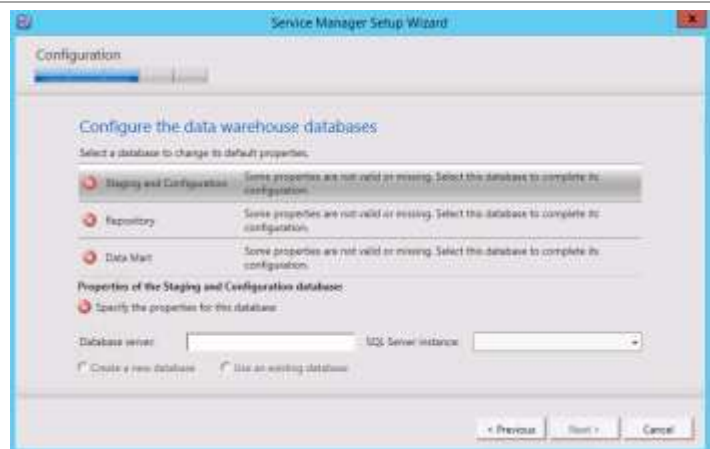 Service Manager Setup Wizard
Configuration
Configure the data warehouse databases
Select a database to change its default properties.
Staging and Configuration
Some properties are not valid or missing. Select this database to complete its
configuration.
Repository
Some properties are not valid or missing. Select this database to complete its
configuration.
Data Mart
Some properties are not valid or missing. Select this database to complete its
configuration.
Properties of the Staging and Configuration database:
Specify the properties for this database
Database server:
SQL Server instance:
Create a new database
Use an existing database
< Previous
Next >
Cancel